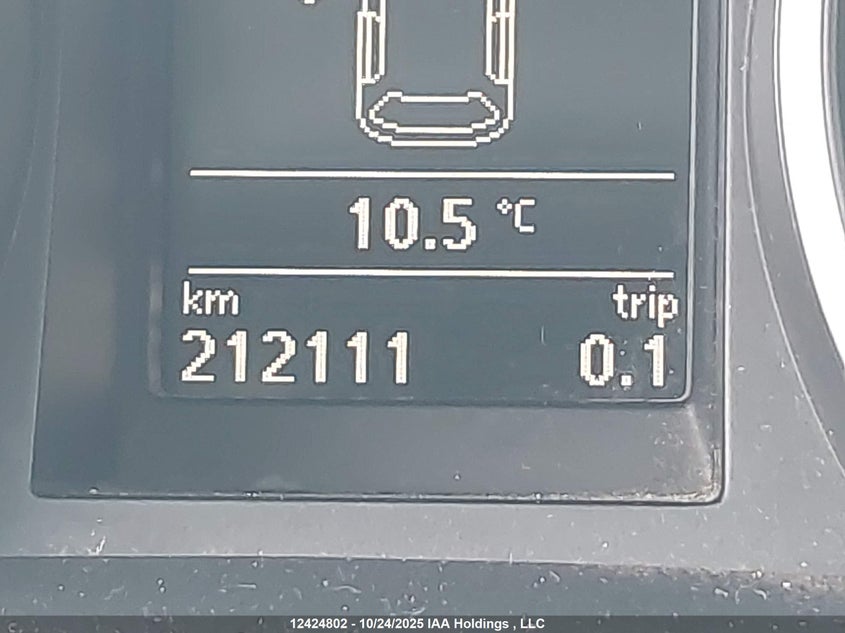 10.5 °C
km trip
212111 0.1
12424802 - 10/24/2025 IAA Holdings , LLC